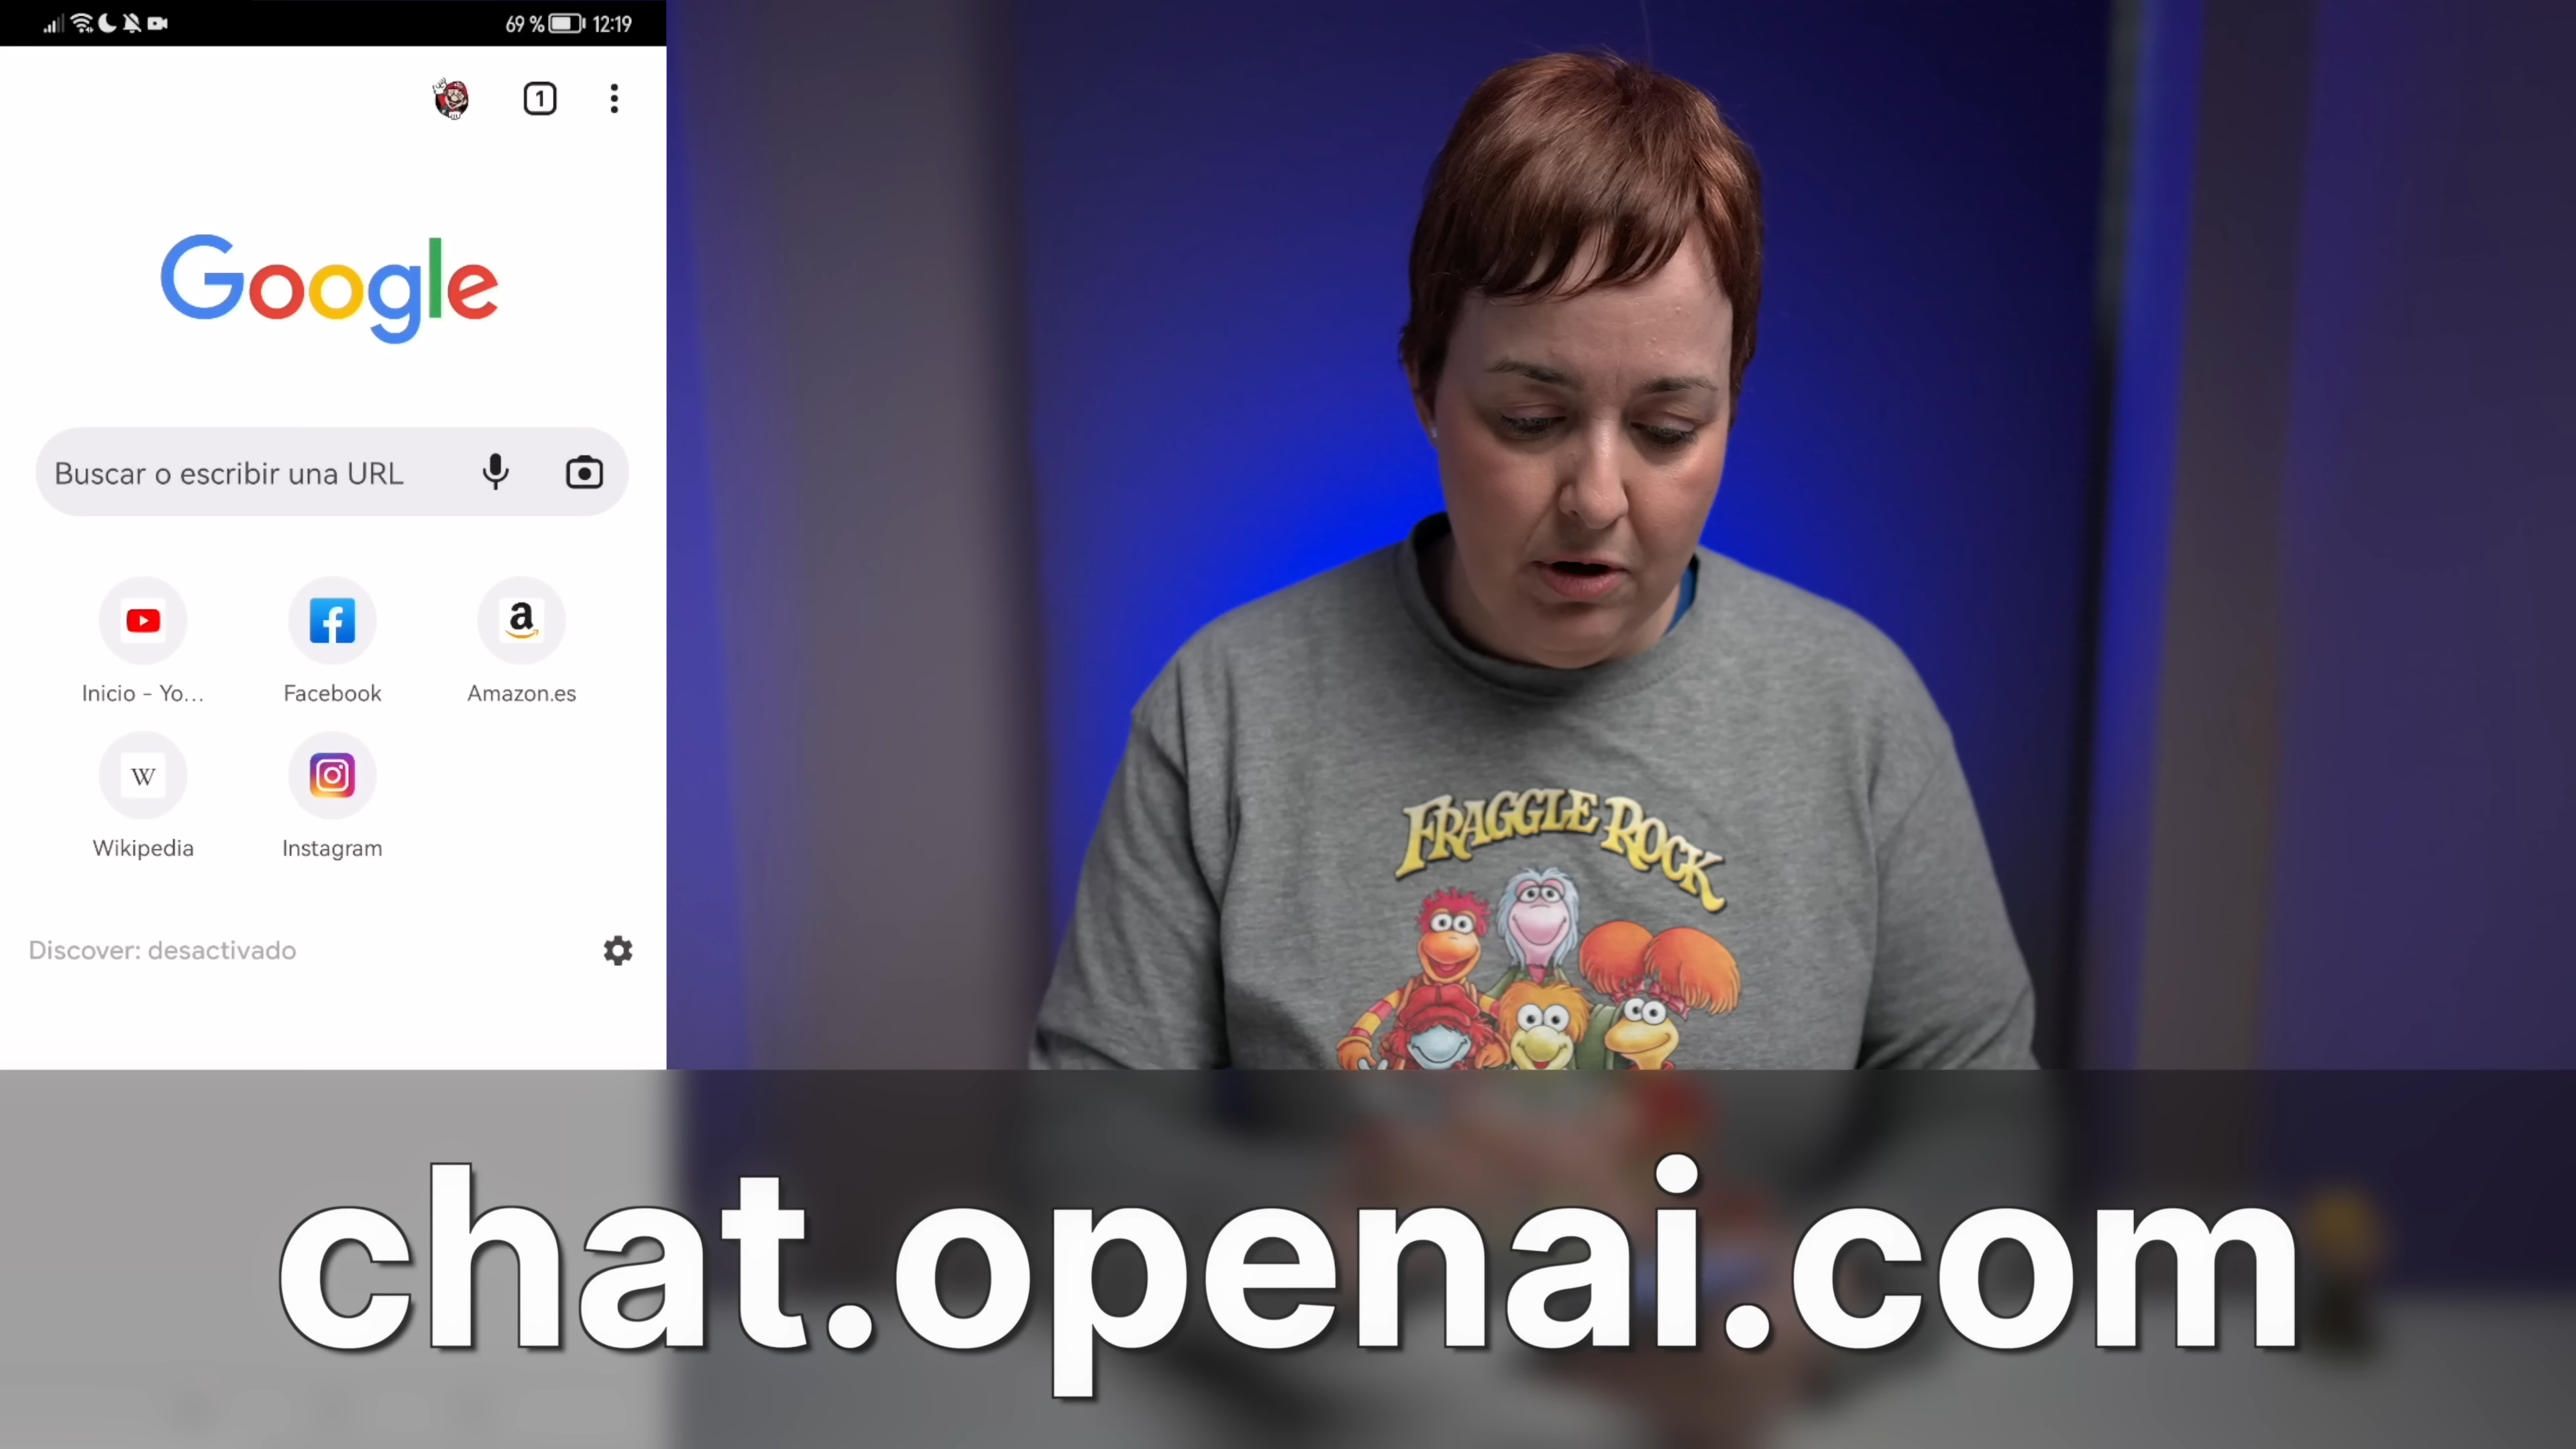 69 % 12:19
1
Google
Buscar o escribir una URL
Inicio - Yo...
Facebook
Amazon.es
W
Wikipedia
Instagram
Discover: desactivado
FRAGGLE ROCK
chat.openai.com